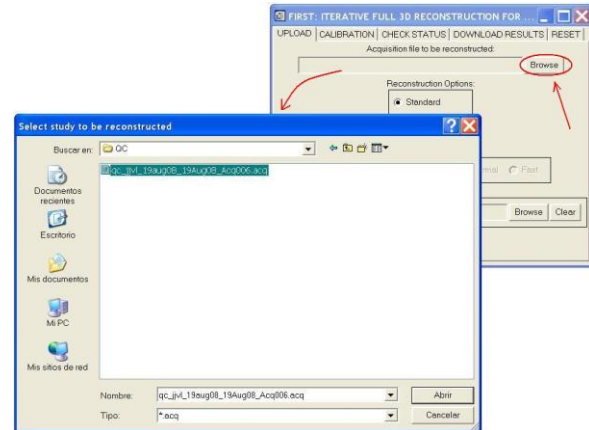 FIRST: ITERATIVE FULL 3D RECONSTRUCTION FOR ...
UPLOAD CALIBRATION CHECK STATUS DOWNLOAD RESULTS RESET
Acquisition file to be reconstructed:
Browse
Reconstruction Options:
Standard
Fast
Browse Clear
Select study to be reconstructed
Buscar en: QC
qc_jjvl_19aug08_19Aug08_Acq006.acq
Documentos
recientes
Escritorio
Mis documentos
Mi PC
Mis sitios de red
Nombre: qc_jjvl_19aug08_19Aug08_Acq006.acq Abrir
Tipo: *.acq Cancelar